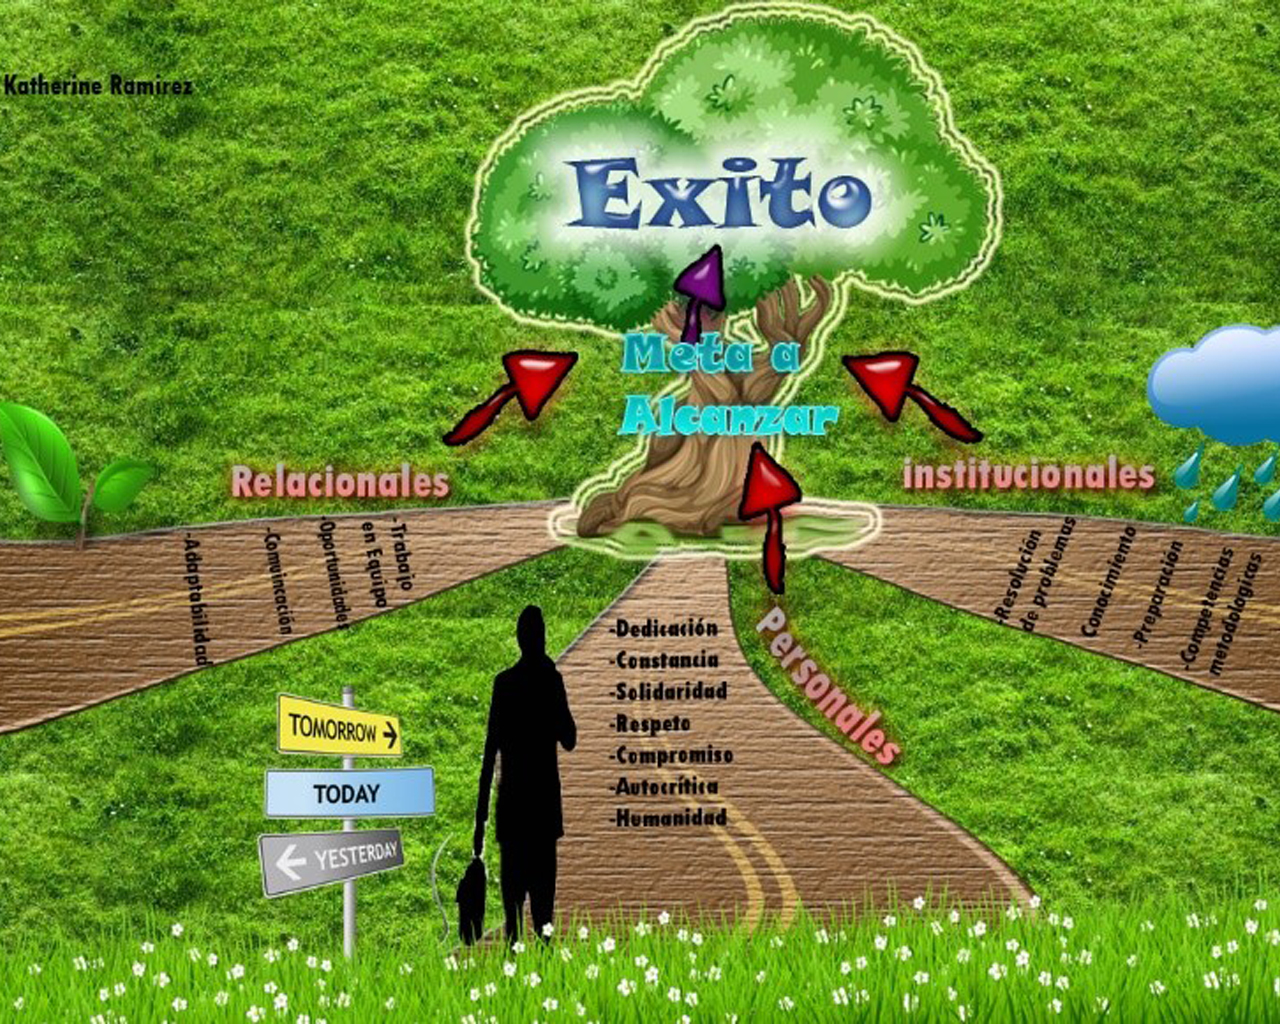 Katherine Ramirez
Exito
Meta a
Alcanzar
Relacionales
institucionales
-Adaptabilidad
-Comuincación
-Oportunidades
-Trabajo
en Equipo
-Resolución
de problemas
Conocimiento
-Preparación
-Competencias
metodologicas
Personales
-Dedicación
-Constancia
-Solidaridad
-Respeto
-Compromiso
-Autocrítica
-Humanidad
TOMORROW
TODAY
YESTERDAY